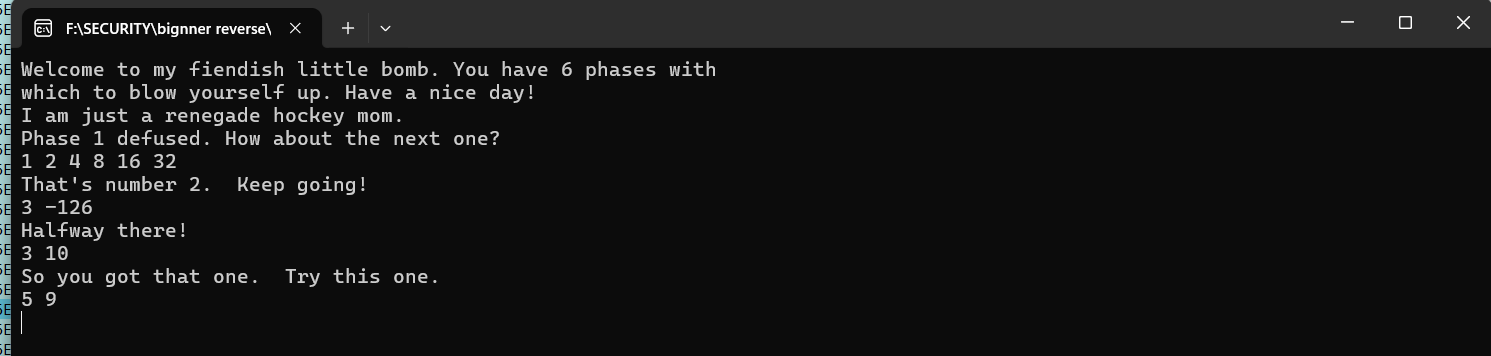 F:\SECURITY\bignner reverse\
Welcome to my fiendish little bomb. You have 6 phases with
which to blow yourself up. Have a nice day!
I am just a renegade hockey mom.
Phase 1 defused. How about the next one?
1 2 4 8 16 32
That's number 2.  Keep going!
3 -126
Halfway there!
3 10
So you got that one.  Try this one.
5 9